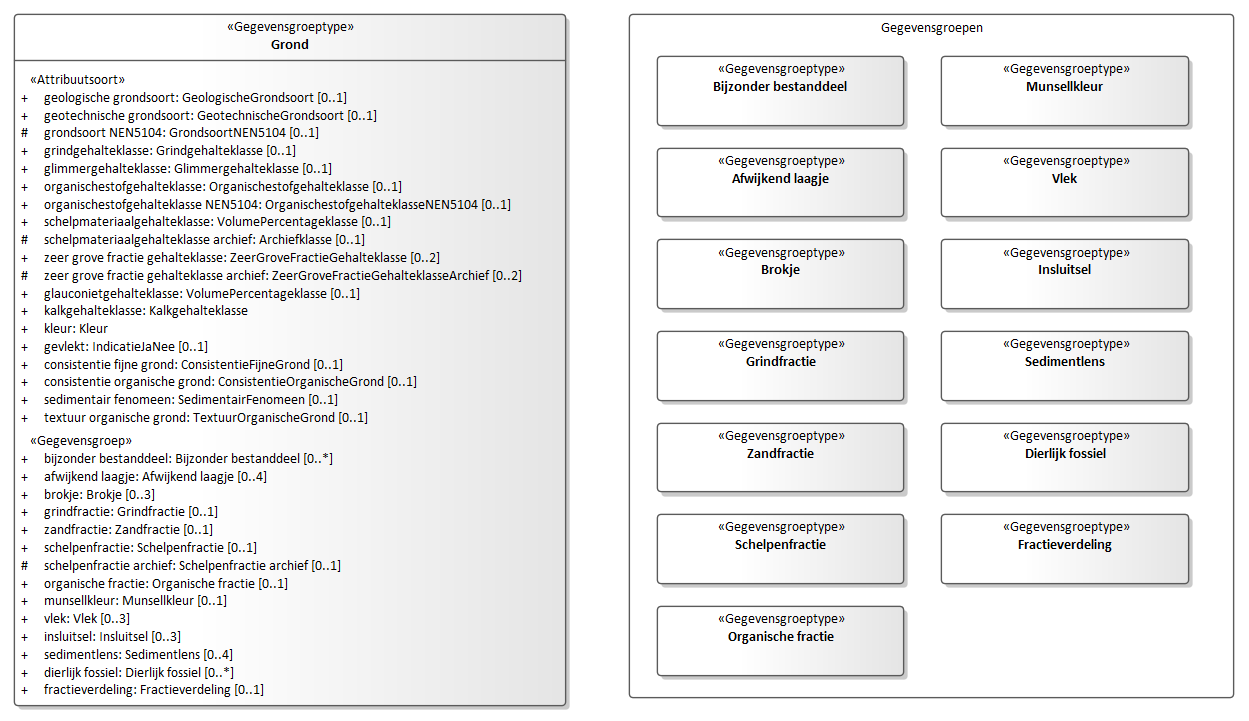 «Gegevensgroeptype»
Grond
«Attribuutsoort»
+ geologische grondsoort: GeologischeGrondsoort [0..1]
+ geotechnische grondsoort: GeotechnischeGrondsoort [0..1]
# grondsoort NEN5104: GrondsoortNEN5104 [0..1]
+ grindgehalteklasse: Grindgehalteklasse [0..1]
+ glimmergehalteklasse: Glimmergehalteklasse [0..1]
+ organischestofgehalteklasse: Organischestofgehalteklasse [0..1]
+ organischestofgehalteklasse NEN5104: OrganischestofgehalteklasseNEN5104 [0..1]
+ schelpmateriaalgehalteklasse: VolumePercentageklasse [0..1]
# schelpmateriaalgehalteklasse archief: Archiefklasse [0..1]
+ zeer grove fractie gehalteklasse: ZeerGroveFractieGehalteklasse [0..2]
# zeer grove fractie gehalteklasse archief: ZeerGroveFractieGehalteklasseArchief [0..2]
+ glauconietgehalteklasse: VolumePercentageklasse [0..1]
+ kalkgehalteklasse: Kalkgehalteklasse
+ kleur: Kleur
+ gevlekt: IndicatieJaNee [0..1]
+ consistentie fijne grond: ConsistentieFijneGrond [0..1]
+ consistentie organische grond: ConsistentieOrganischeGrond [0..1]
+ sedimentair fenomeen: SedimentairFenomeen [0..1]
+ textuur organische grond: TextuurOrganischeGrond [0..1]
«Gegevensgroep»
+ bijzonder bestanddeel: Bijzonder bestanddeel [0..*]
+ afwijkend laagje: Afwijkend laagje [0..4]
+ brokje: Brokje [0..3]
+ grindfractie: Grindfractie [0..1]
+ zandfractie: Zandfractie [0..1]
+ schelpenfractie: Schelpenfractie [0..1]
# schelpenfractie archief: Schelpenfractie archief [0..1]
+ organische fractie: Organische fractie [0..1]
+ munsellkleur: Munsellkleur [0..1]
+ vlek: Vlek [0..3]
+ insluitsel: Insluitsel [0..3]
+ sedimentlens: Sedimentlens [0..4]
+ dierlijk fossiel: Dierlijk fossiel [0..*]
+ fractieverdeling: Fractieverdeling [0..1]
Gegevensgroepen
«Gegevensgroeptype»
Bijzonder bestanddeel
«Gegevensgroeptype»
Munsellkleur
«Gegevensgroeptype»
Afwijkend laagje
«Gegevensgroeptype»
Vlek
«Gegevensgroeptype»
Brokje
«Gegevensgroeptype»
Insluitsel
«Gegevensgroeptype»
Grindfractie
«Gegevensgroeptype»
Sedimentlens
«Gegevensgroeptype»
Zandfractie
«Gegevensgroeptype»
Dierlijk fossiel
«Gegevensgroeptype»
Schelpenfractie
«Gegevensgroeptype»
Fractieverdeling
«Gegevensgroeptype»
Organische fractie